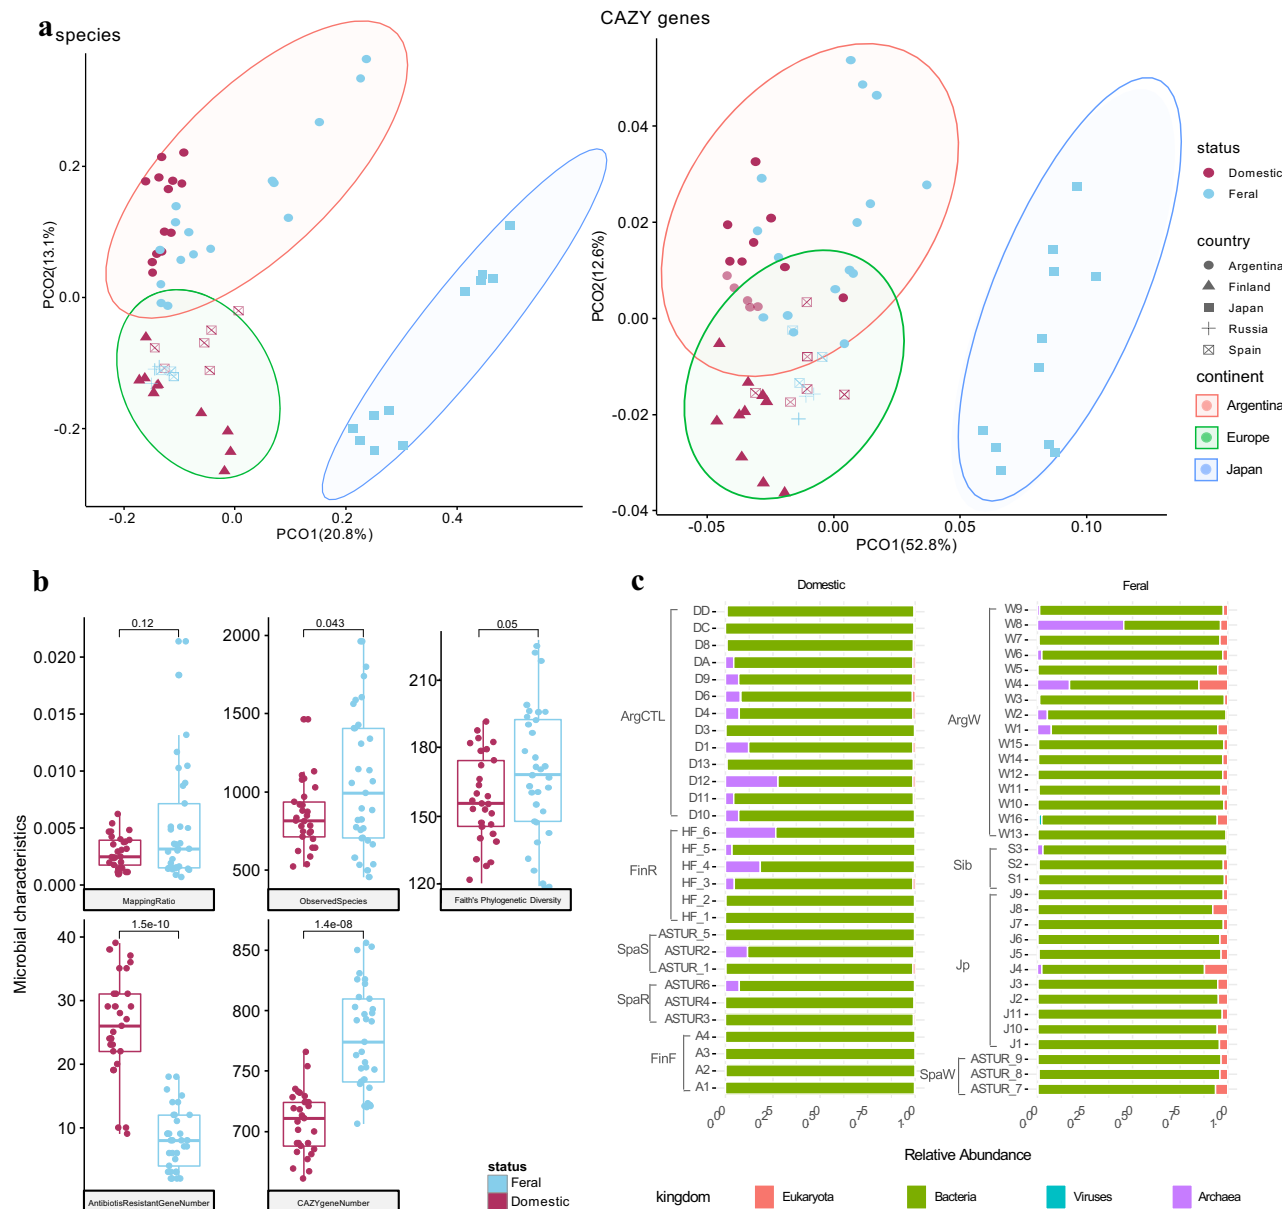 a
species
CAZY genes
0.2
0.0
-0.2
PCO2(13.1%)
-0.2
0.0
0.2
0.4
PCO1(20.8%)
0.04
0.02
0.00
-0.02
-0.04
PCO2(12.6%)
-0.05
0.00
0.05
0.10
PCO1(52.8%)
status
Domestic
Feral
country
Argentina
Finland
Japan
Russia
Spain
continent
Argentina
Europe
Japan
b
Microbial characteristics
0.12
0.020
0.015
0.010
0.005
0.000
MappingRatio
0.043
2000
1500
1000
500
ObservedSpecies
0.05
210
180
150
120
Faith's Phylogenetic Diversity
1.5e-10
40
30
20
10
AntibiotisResistantGeneNumber
1.4e-08
850
800
750
700
CAZYgeneNumber
status
Feral
Domestic
c
Domestic
ArgCTL
DD
DC
D8
DA
D9
D6
D4
D3
D1
D13
D12
D11
D10
FinR
HF_6
HF_5
HF_4
HF_3
HF_2
HF_1
SpaS
ASTUR_5
ASTUR2
ASTUR_1
SpaR
ASTUR6
ASTUR4
ASTUR3
FinF
A4
A3
A2
A1
0.00
0.25
0.50
0.75
1.00
Feral
ArgW
W9
W8
W7
W6
W5
W4
W3
W2
W1
W15
W14
W12
W11
W10
W16
W13
Sib
S3
S2
S1
Jp
J9
J8
J7
J6
J5
J4
J3
J2
J11
J10
J1
SpaW
ASTUR_9
ASTUR_8
ASTUR_7
0.00
0.25
0.50
0.75
1.00
Relative Abundance
kingdom
Eukaryota
Bacteria
Viruses
Archaea